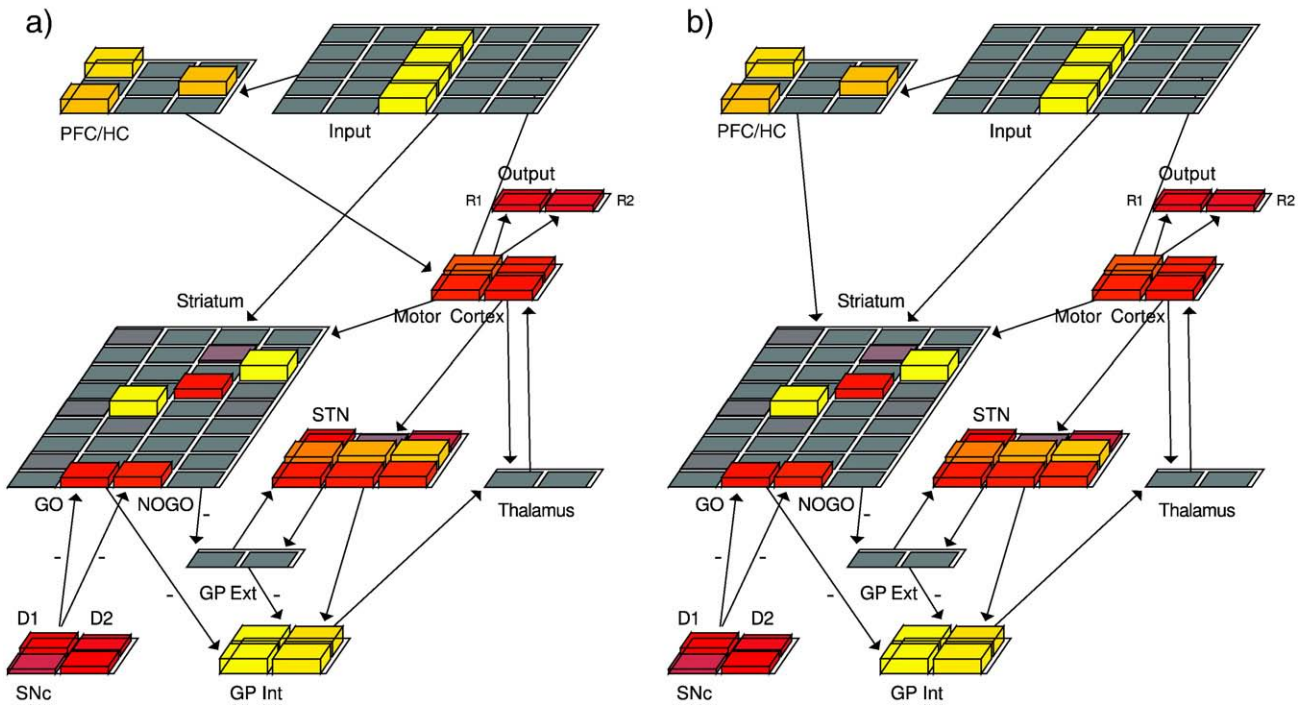 a)
PFC/HC
Input
Output
R1
R2
Striatum
Motor Cortex
STN
GO
NOGO
-
Thalamus
-
-
GP Ext
-
-
D1
D2
SNc
GP Int
b)
PFC/HC
Input
Output
R1
R2
Striatum
Motor Cortex
STN
GO
NOGO
-
Thalamus
-
-
GP Ext
-
-
D1
D2
SNc
GP Int